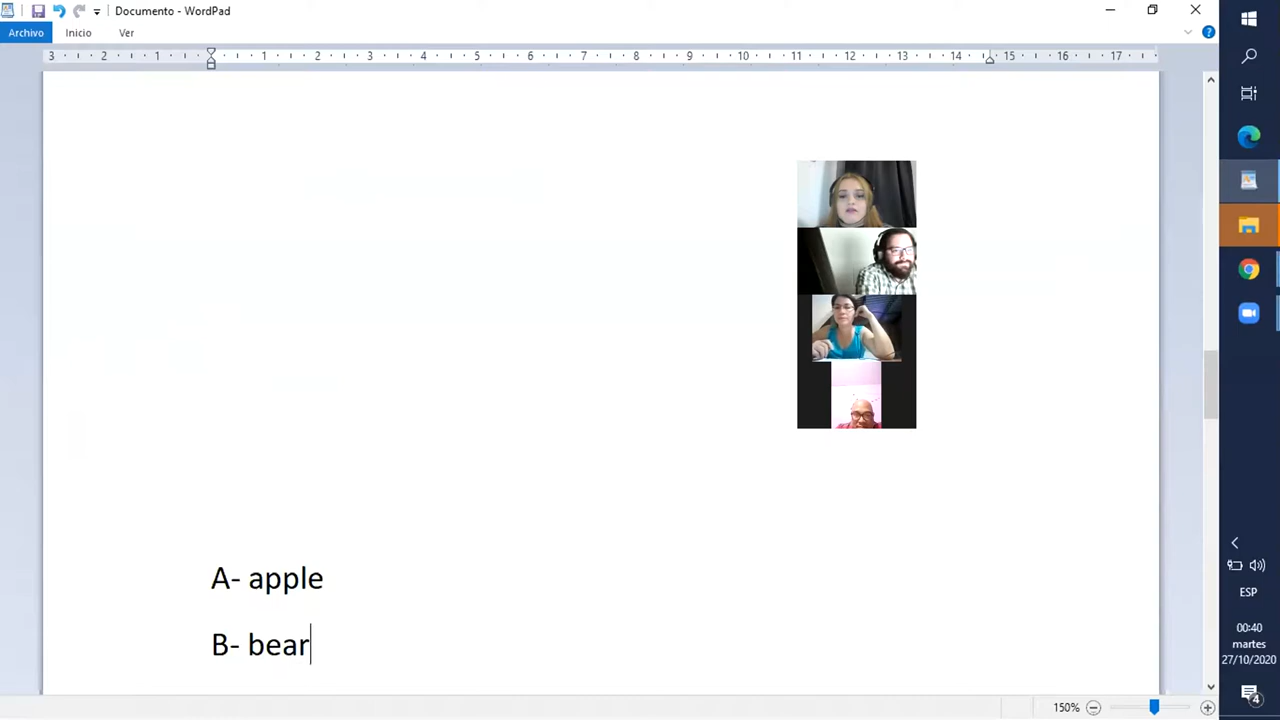 Documento - WordPad
Archivo Inicio Ver
3 2 1 1 2 3 4 5 6 7 8 9 10 11 12 13 14 15 16 17
A- apple
B- bear
150%
ESP
00:40
martes
27/10/2020
4